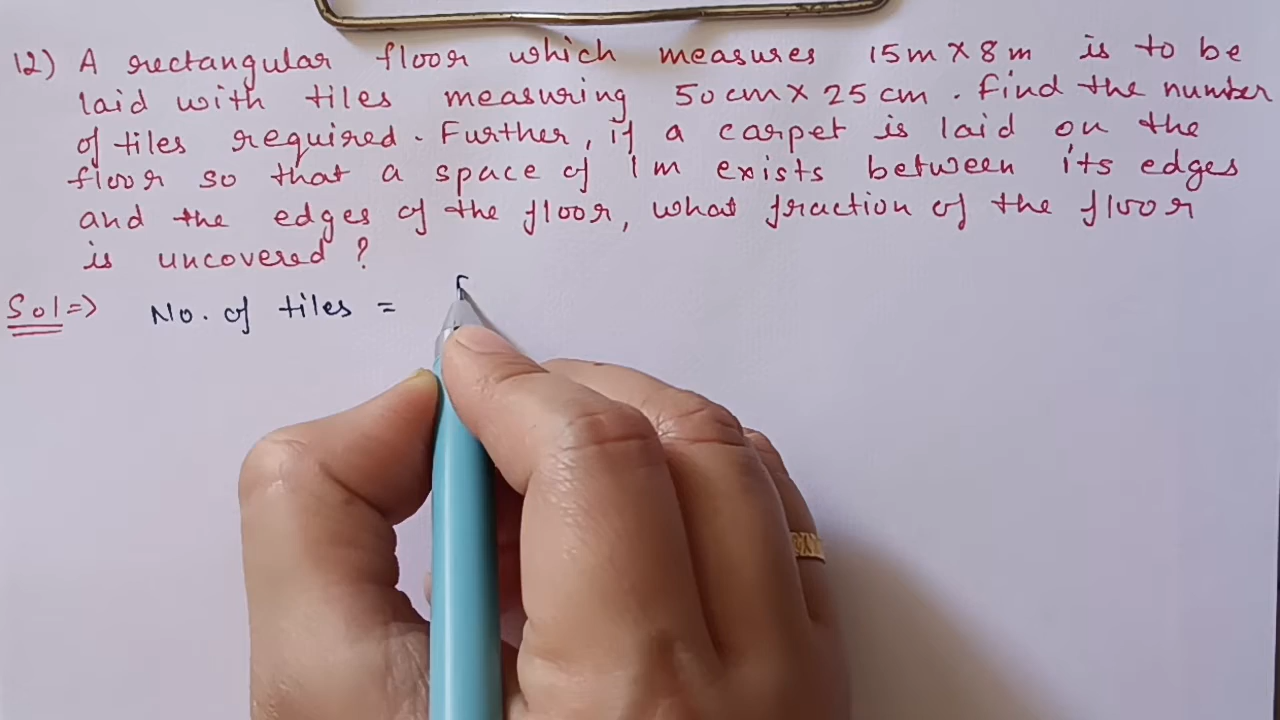 12) A rectangular floor which measures 15m × 8m is to be
laid with tiles measuring 50cm × 25cm. Find the number
of tiles required. Further, if a carpet is laid on the
floor so that a space of 1m exists between its edges
and the edges of the floor, what fraction of the floor
is uncovered?
Sol=> No. of tiles =